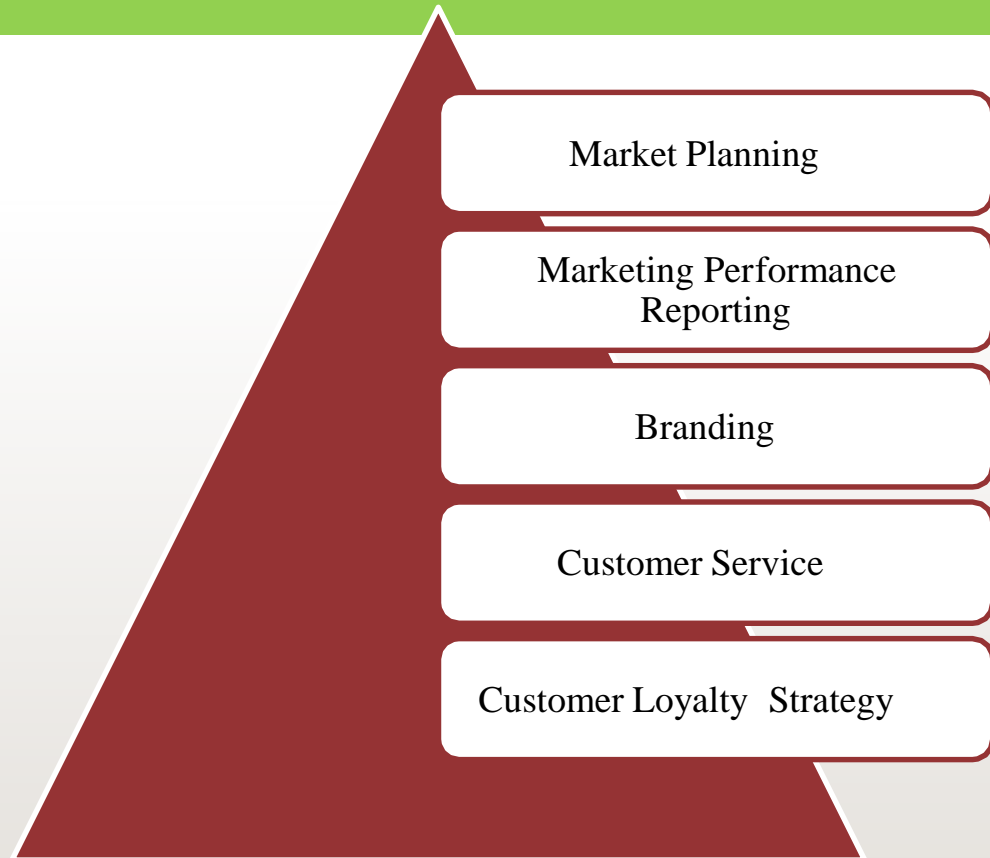 Market Planning
Marketing Performance
Reporting
Branding
Customer Service
Customer Loyalty Strategy